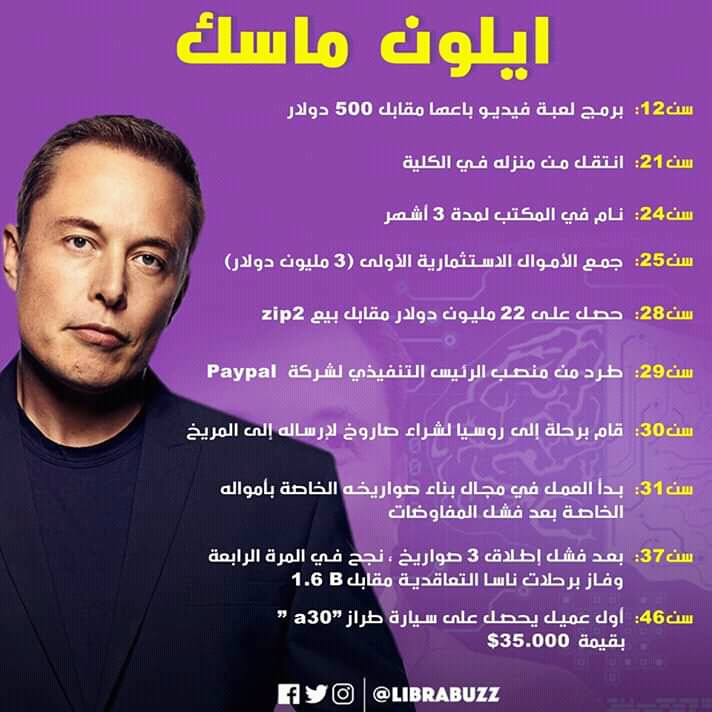 ايلون ماسك
سن12: برمج لعبة فيديو باعها مقابل 500 دولار
سن21: انتقل من منزله في الكلية
سن24: نام في المكتب لمدة 3 أشهر
سن25: جمع الأموال الاستثمارية الأولى (3 مليون دولار)
سن28: حصل على 22 مليون دولار مقابل بيع zip2
سن29: طرد من منصب الرئيس التنفيذي لشركة Paypal
سن30: قام برحلة إلى روسيا لشراء صاروخ لإرساله إلى المريخ
سن31: بدأ العمل في مجال بناء صواريخه الخاصة بأمواله
الخاصة بعد فشل المفاوضات
سن37: بعد فشل إطلاق 3 صواريخ ، نجح في المرة الرابعة
وفاز برحلات ناسا التعاقدية مقابل 1.6 B
سن46: أول عميل يحصل على سيارة طراز ”a30 ”
بقيمة 35.000$
@LIBRABUZZ